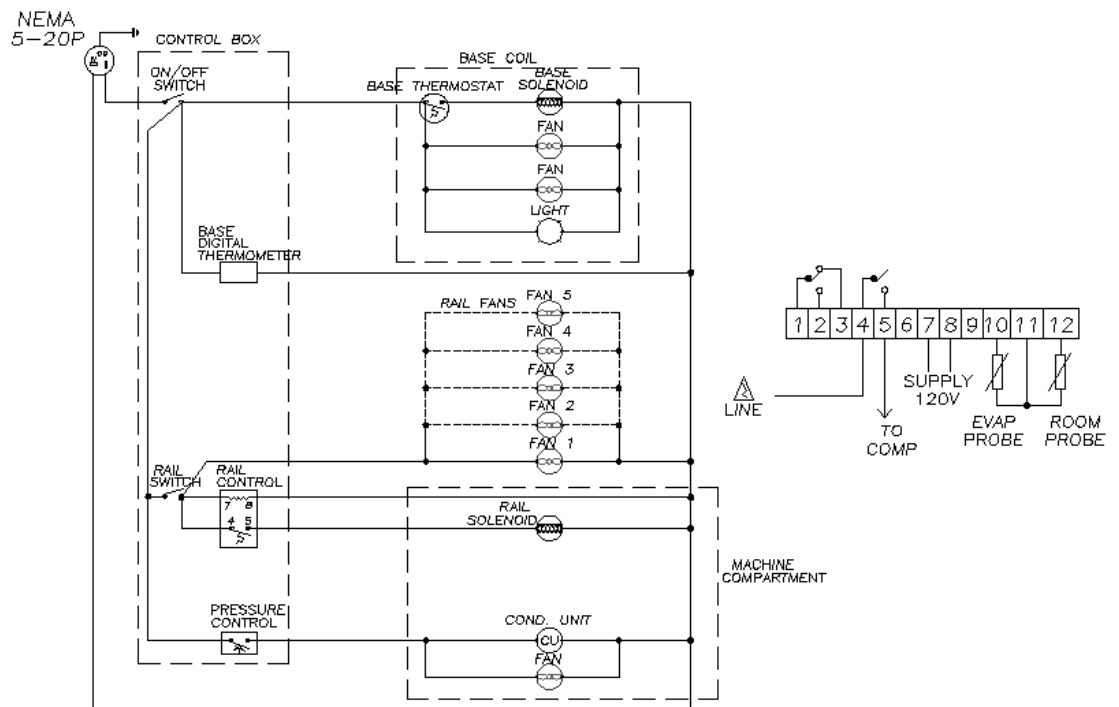 NEMA
5-20P
CONTROL BOX
ON/OFF
SWITCH
BASE COIL
BASE THERMOSTAT
BASE
SOLENOID
FAN
FAN
LIGHT
BASE
DIGITAL
THERMOMETER
RAIL FANS
FAN 5
FAN 4
FAN 3
FAN 2
FAN 1
RAIL
SWITCH
RAIL
CONTROL
7 8
4 5
RAIL
SOLENOID
MACHINE
COMPARTMENT
PRESSURE
CONTROL
COND. UNIT
CU
FAN
1 2 3 4 5 6 7 8 9 10 11 12
2
LINE
SUPPLY
120V
TO
COMP
EVAP
PROBE
ROOM
PROBE